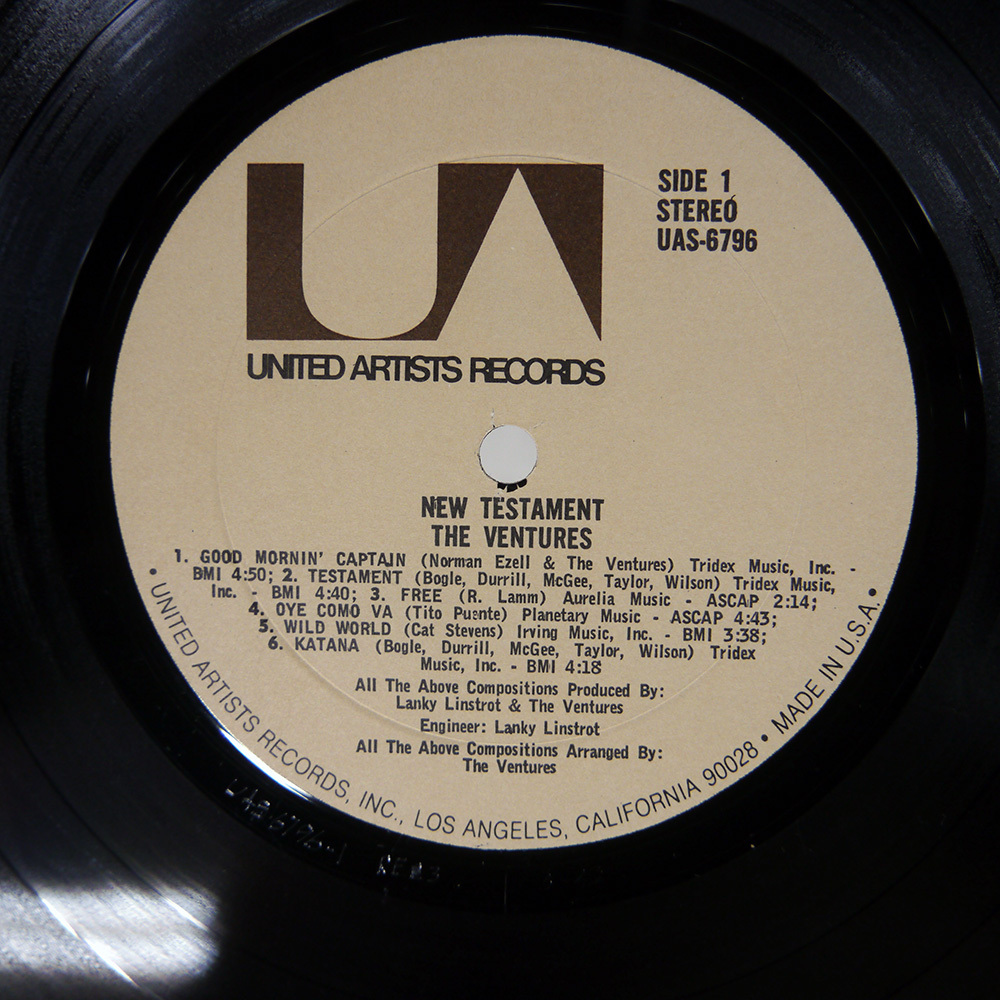 UA
SIDE 1
STEREO
UAS-6796
UNITED ARTISTS RECORDS
NEW TESTAMENT
THE VENTURES
1. GOOD MORNIN' CAPTAIN (Norman Ezell & The Ventures) Tridex Music, Inc. -
BMI 4:50; 2. TESTAMENT (Bogle, Durrill, McGee, Taylor, Wilson) Tridex Music,
Inc. - BMI 4:40; 3. FREE (R. Lamm) Aurelia Music - ASCAP 2:14;
4. OYE COMO VA (Tito Puente) Planetary Music - ASCAP 4:43;
5. WILD WORLD (Cat Stevens) Irving Music, Inc. - BMI 3:38;
6. KATANA (Bogle, Durrill, McGee, Taylor, Wilson) Tridex
Music, Inc. - BMI 4:18
All The Above Compositions Produced By:
Lanky Linstrot & The Ventures
Engineer: Lanky Linstrot
All The Above Compositions Arranged By:
The Ventures
• UNITED ARTISTS RECORDS, INC., LOS ANGELES, CALIFORNIA 90028 • MADE IN U.S.A. •